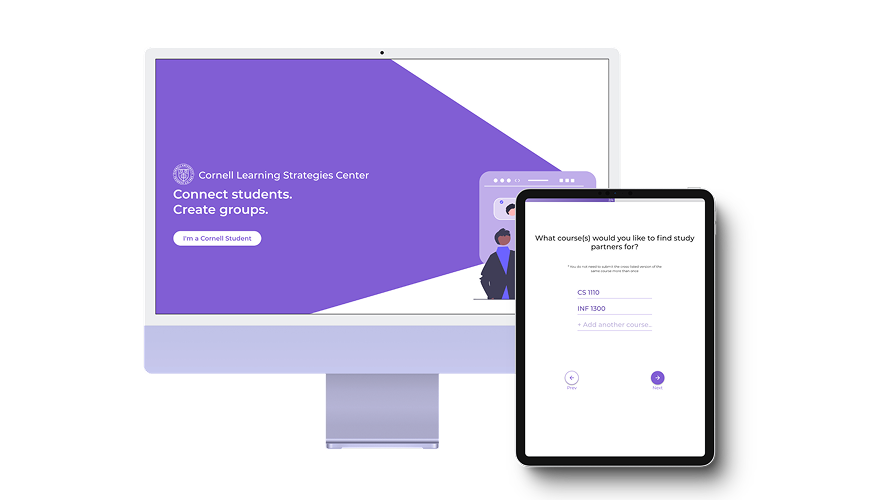 Cornell Learning Strategies Center
Connect students.
Create groups.
I'm a Cornell Student
What course(s) would you like to find study
partners for?
* You do not need to submit the cross listed version of the
same course more than once
CS 1110
INF 1300
+ Add another course..
Prev
Next